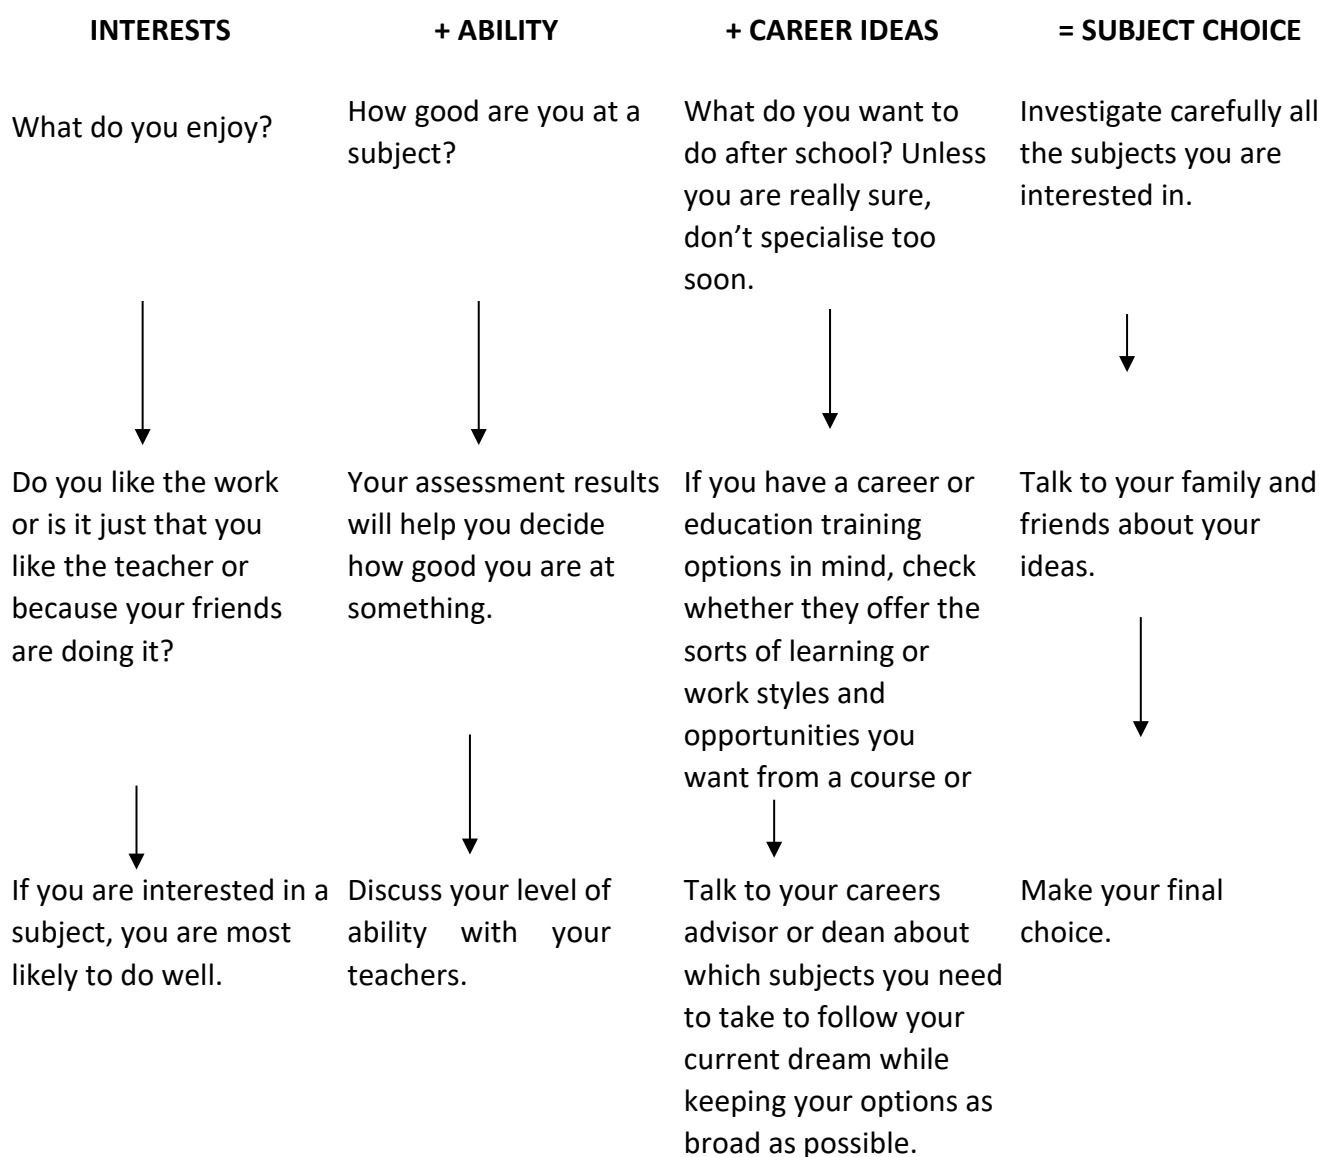 INTERESTS
+ ABILITY
+ CAREER IDEAS
= SUBJECT CHOICE
What do you enjoy?
How good are you at a
subject?
What do you want to
do after school? Unless
you are really sure,
don’t specialise too
soon.
Investigate carefully all
the subjects you are
interested in.
Do you like the work
or is it just that you
like the teacher or
because your friends
are doing it?
Your assessment results
will help you decide
how good you are at
something.
If you have a career or
education training
options in mind, check
whether they offer the
sorts of learning or
work styles and
opportunities you
want from a course or
Talk to your family and
friends about your
ideas.
If you are interested in a
subject, you are most
likely to do well.
Discuss your level of
ability with your
teachers.
Talk to your careers
advisor or dean about
which subjects you need
to take to follow your
current dream while
keeping your options as
broad as possible.
Make your final
choice.